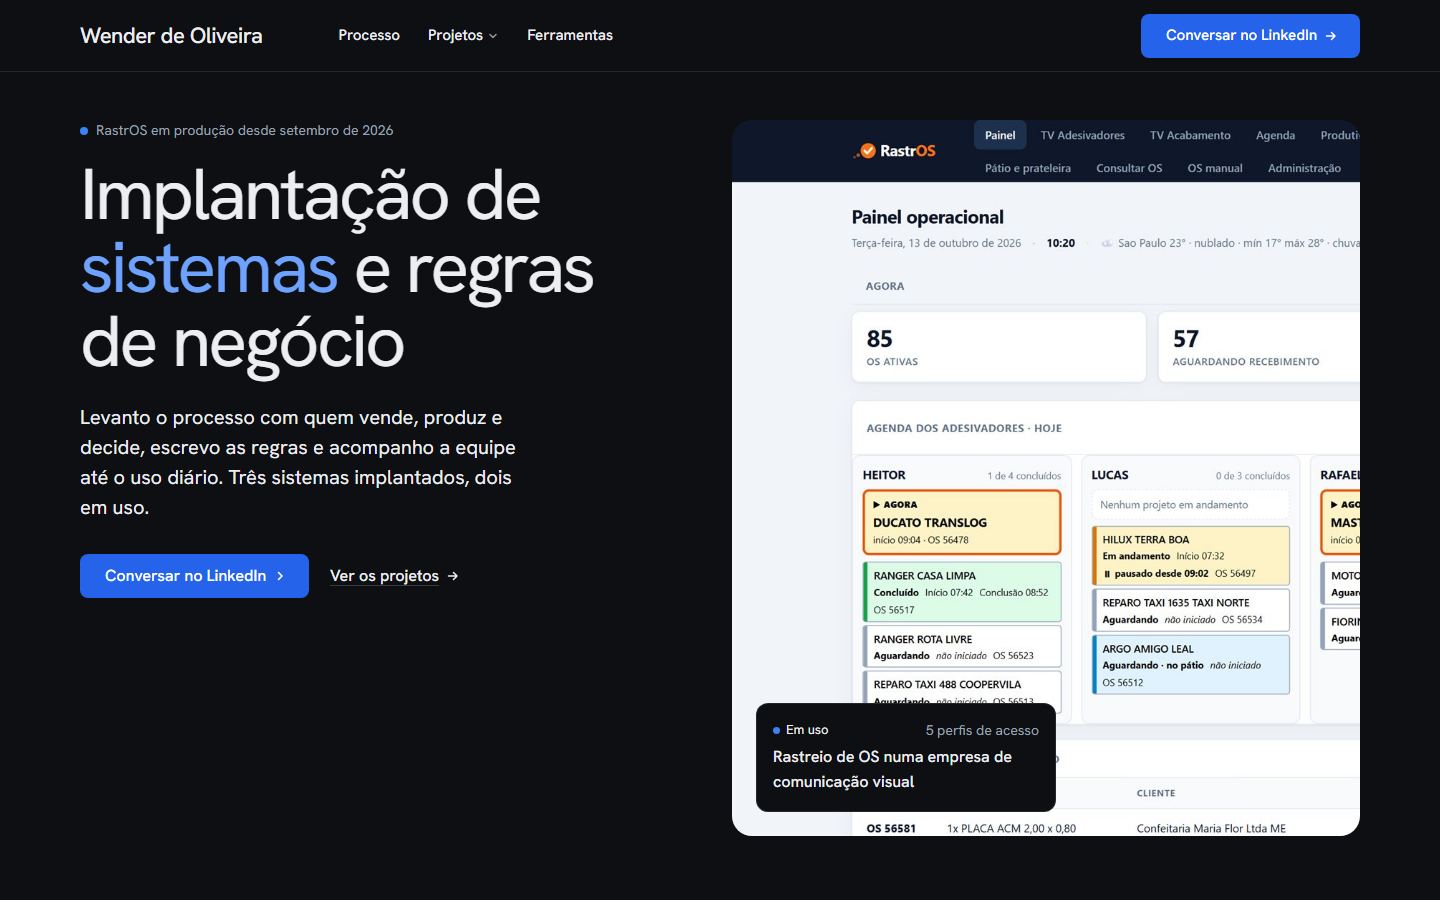 Wender de Oliveira
Processo
Projetos
Ferramentas
Conversar no LinkedIn →
RastrOS em produção desde setembro de 2026
Implantação de
sistemas e regras
de negócio
Levanto o processo com quem vende, produz e
decide, escrevo as regras e acompanho a equipe
até o uso diário. Três sistemas implantados, dois
em uso.
Conversar no LinkedIn
Ver os projetos →
RastrOS
Painel
TV Adesivadores
TV Acabamento
Agenda
Pátio e prateleira
Consultar OS
OS manual
Administração
Painel operacional
Terça-feira, 13 de outubro de 2026 · 10:20 · Sao Paulo 23° · nublado · mín 17° máx 28° · chuva
AGORA
85
OS ATIVAS
57
AGUARDANDO RECEBIMENTO
AGENDA DOS ADESIVADORES · HOJE
HEITOR 1 de 4 concluídos
▶ AGORA
DUCATO TRANSLOG
início 09:04 · OS 56478
RANGER CASA LIMPA
Concluído Início 07:42 Conclusão 08:52
OS 56517
RANGER ROTA LIVRE
Aguardando não iniciado OS 56523
REPARO TAXI 488 COOPERVILA
Aguardando não iniciado OS 56513
LUCAS 0 de 3 concluídos
Nenhum projeto em andamento
HILUX TERRA BOA
Em andamento Início 07:32
⏸ pausado desde 09:02 OS 56497
REPARO TAXI 1635 TAXI NORTE
Aguardando não iniciado OS 56534
ARGO AMIGO LEAL
Aguardando · no pátio não iniciado
OS 56512
Em uso 5 perfis de acesso
Rastreio de OS numa empresa de
comunicação visual
CLIENTE
OS 56581 1x PLACA ACM 2,00 x 0,80 Confeitaria Maria Flor Ltda ME